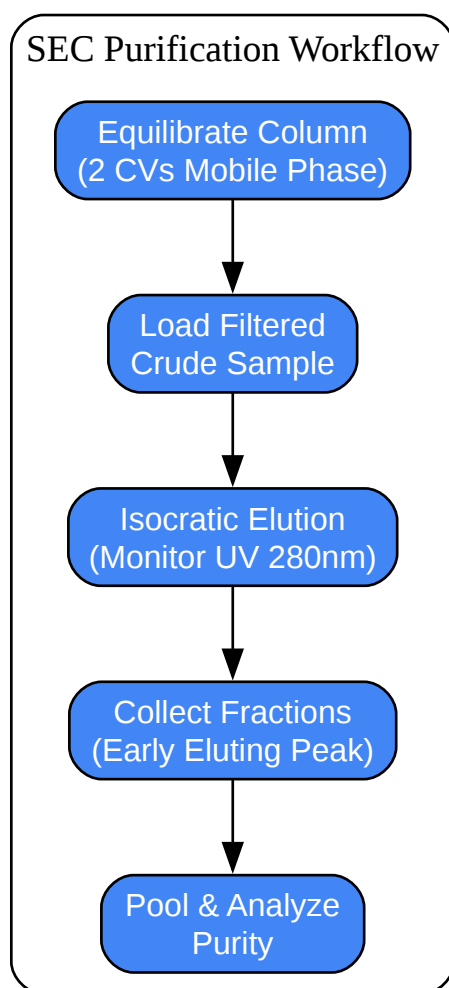 SEC Purification Workflow
Equilibrate Column
(2 CVs Mobile Phase)
Load Filtered
Crude Sample
Isocratic Elution
(Monitor UV 280nm)
Collect Fractions
(Early Eluting Peak)
Pool & Analyze
Purity